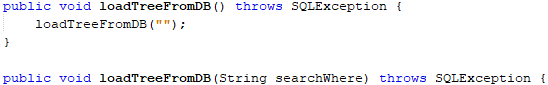 public void loadTreeFromDB() throws SQLException {
    loadTreeFromDB("");
}
public void loadTreeFromDB(String searchWhere) throws SQLException {